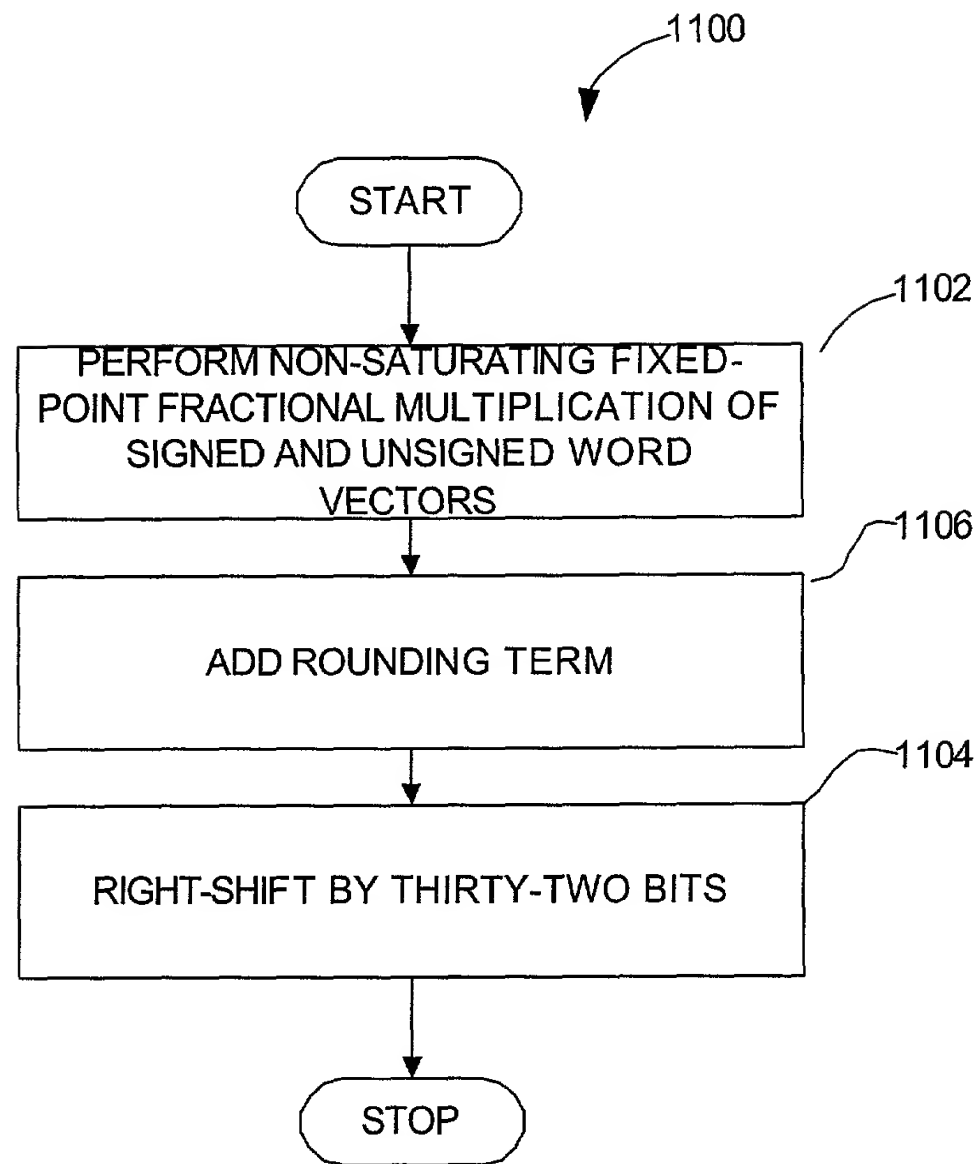 1100
START
1102
PERFORM NON-SATURATING FIXED-
POINT FRACTIONAL MULTIPLICATION OF
SIGNED AND UNSIGNED WORD
VECTORS
1106
ADD ROUNDING TERM
1104
RIGHT-SHIFT BY THIRTY-TWO BITS
STOP